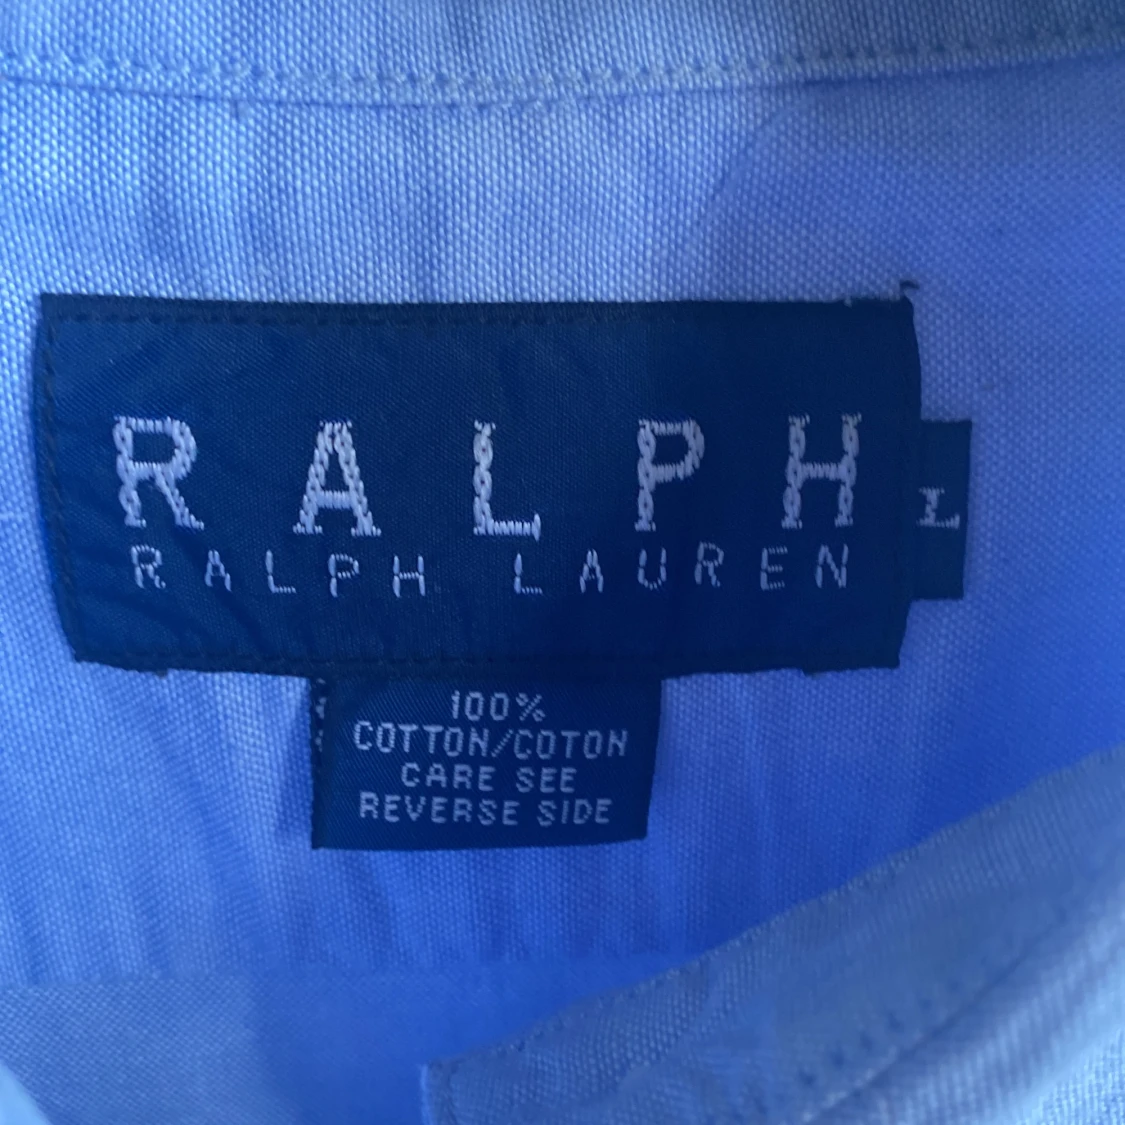 RALPH
RALPH LAUREN
L
100%
COTTON/COTON
CARE SEE
REVERSE SIDE